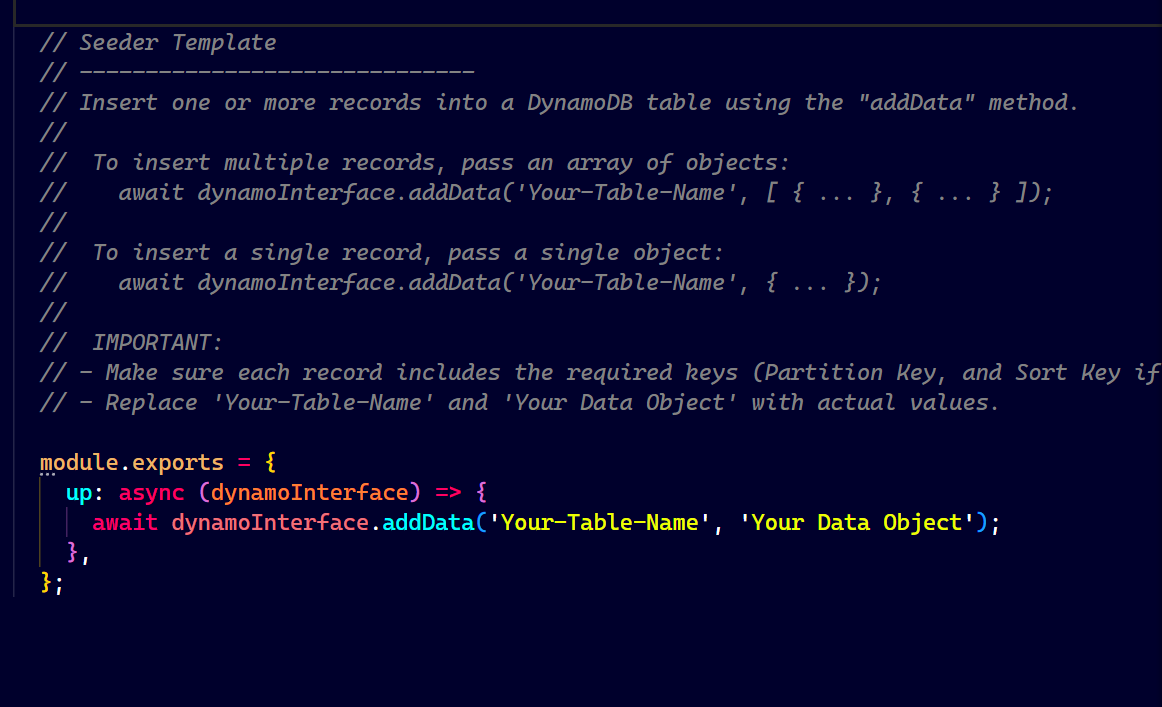 // Seeder Template
// ------------------------------
// Insert one or more records into a DynamoDB table using the "addData" method.
//
//  To insert multiple records, pass an array of objects:
//    await dynamoInterface.addData('Your-Table-Name', [ { ... }, { ... } ]);
//
//  To insert a single record, pass a single object:
//    await dynamoInterface.addData('Your-Table-Name', { ... });
//
//  IMPORTANT:
// - Make sure each record includes the required keys (Partition Key, and Sort Key if
// - Replace 'Your-Table-Name' and 'Your Data Object' with actual values.

module.exports = {
  up: async (dynamoInterface) => {
    await dynamoInterface.addData('Your-Table-Name', 'Your Data Object');
  },
};